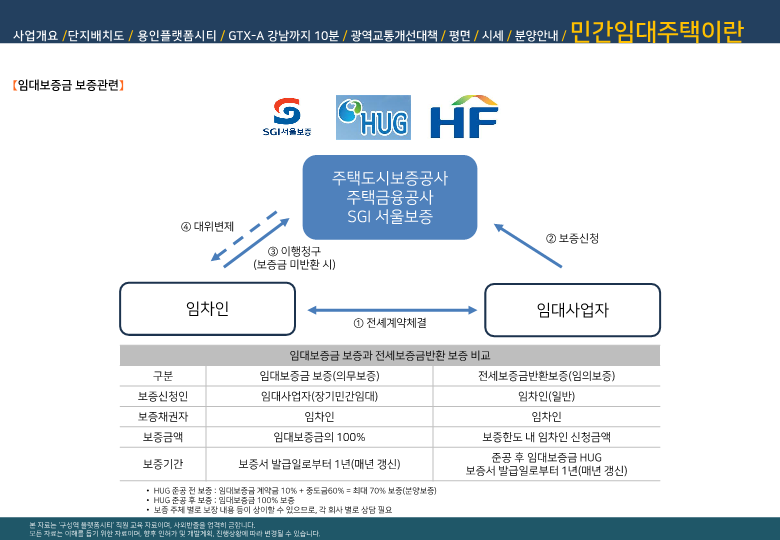 사업개요 /단지배치도 / 용인플랫폼시티 / GTX-A 강남까지 10분 / 광역교통개선대책 / 평면 / 시세 / 분양안내 / 민간임대주택이란
【임대보증금 보증관련】
SGI서울보증
HUG
HF
주택도시보증공사
주택금융공사
SGI 서울보증
④ 대위변제
② 보증신청
③ 이행청구
(보증금 미반환 시)
임차인
임대사업자
① 전세계약체결
임대보증금 보증과 전세보증금반환 보증 비교
구분 임대보증금 보증(의무보증) 전세보증금반환보증(임의보증)
보증신청인 임대사업자(장기민간임대) 임차인(일반)
보증채권자 임차인 임차인
보증금액 임대보증금의 100% 보증한도 내 임차인 신청금액
보증기간 보증서 발급일로부터 1년(매년 갱신) 준공 후 임대보증금 HUG
보증서 발급일로부터 1년(매년 갱신)
• HUG 준공 전 보증 : 임대보증금 계약금 10% + 중도금60% = 최대 70% 보증(분양보증)
• HUG 준공 후 보증 : 임대보증금 100% 보증
• 보증 주체 별로 보장 내용 등이 상이할 수 있으므로, 각 회사 별로 상담 필요
본 자료는 '구성역 플랫폼시티' 직원 교육 자료이며, 사외반출을 엄격히 금합니다.
모든 자료는 이해를 돕기 위한 자료이며, 향후 인허가 및 개발계획, 진행상황에 따라 변경될 수 있습니다.